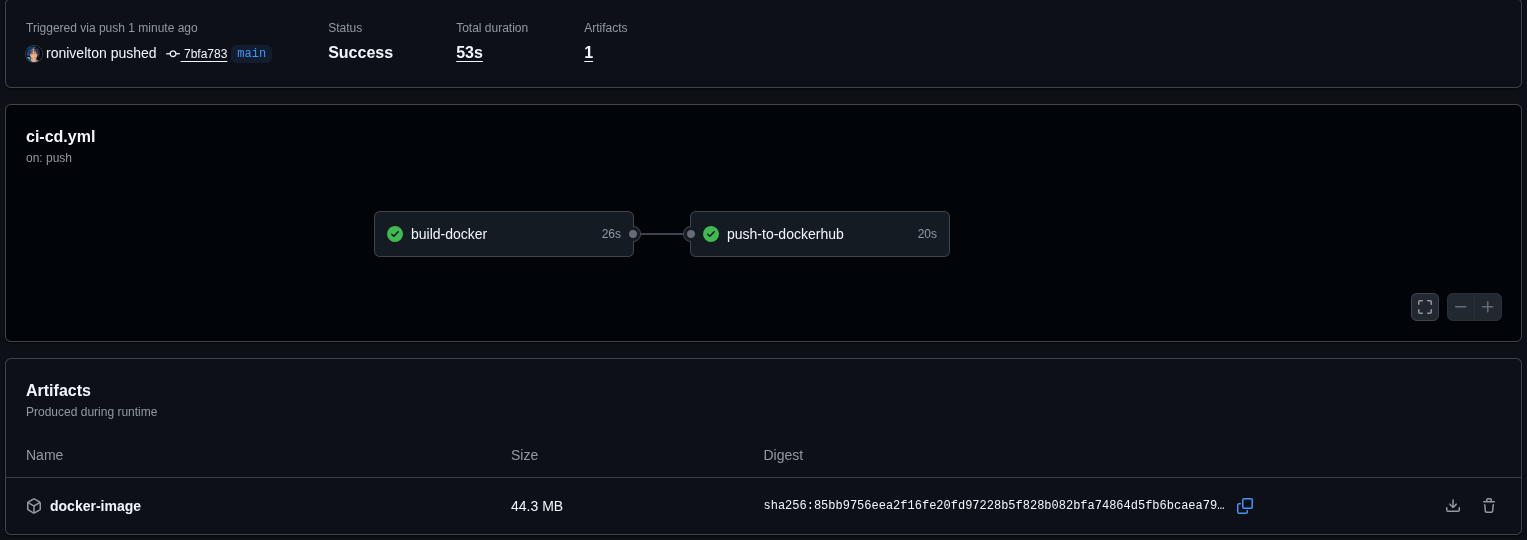 Triggered via push 1 minute ago Status Total duration Artifacts
ronivelton pushed 7bfa783 main Success 53s 1
ci-cd.yml
on: push
build-docker 26s push-to-dockerhub 20s
Artifacts
Produced during runtime
Name Size Digest
docker-image 44.3 MB sha256:85bb9756eea2f16fe20fd97228b5f828b082bfa74864d5fb6bcaea79…